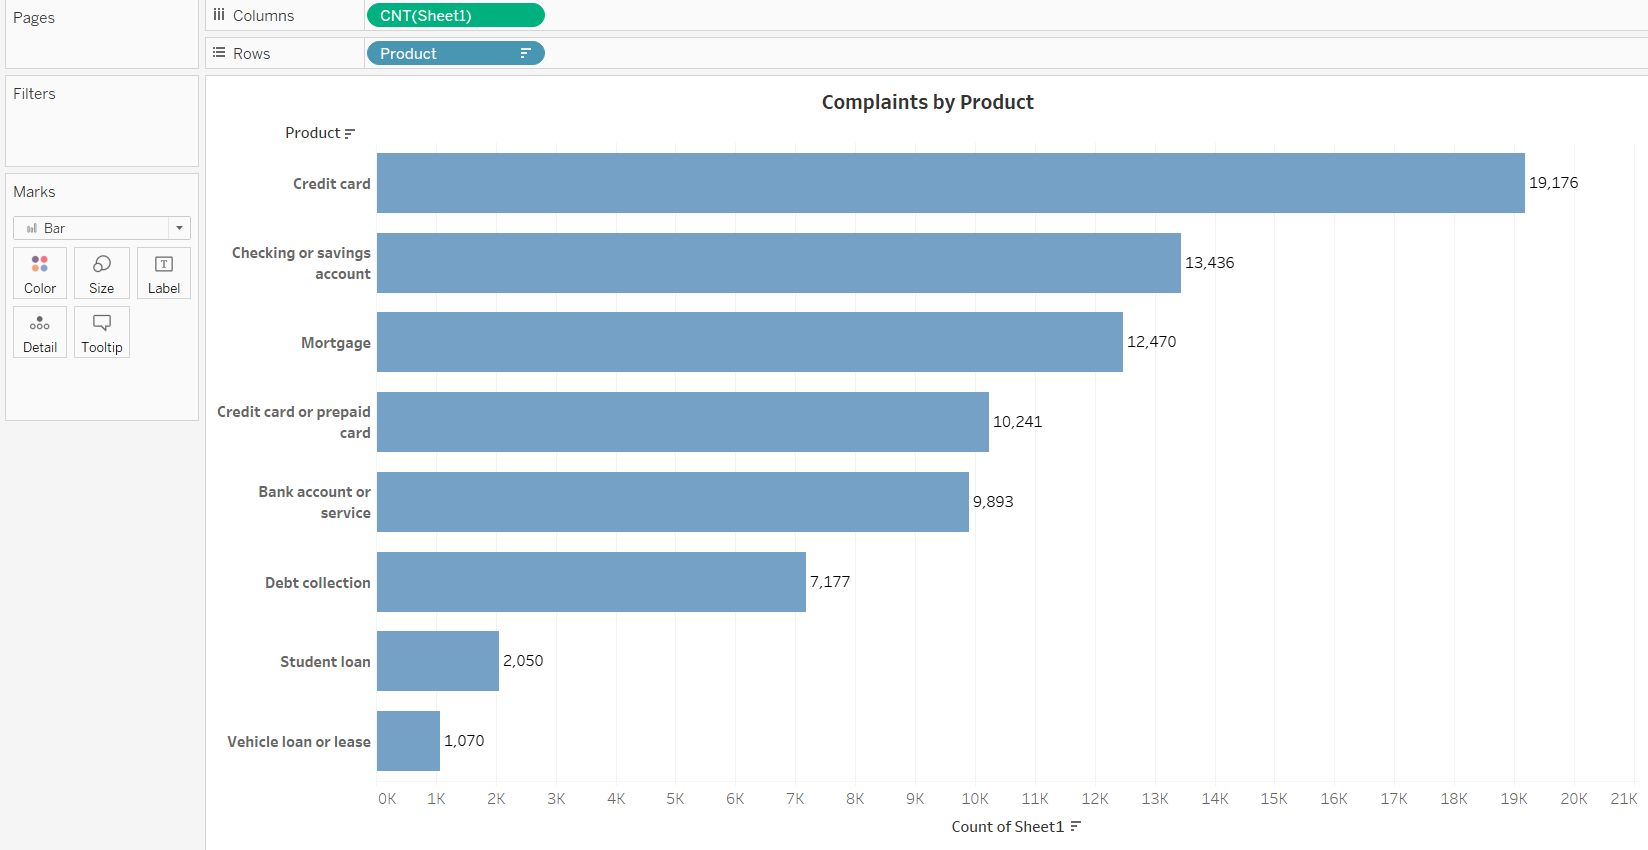 Pages
Columns
CNT(Sheet1)
Rows
Product
Filters
Marks
Bar
Color
Size
Label
Detail
Tooltip
Complaints by Product
Product
Credit card
19,176
Checking or savings
account
13,436
Mortgage
12,470
Credit card or prepaid
card
10,241
Bank account or
service
9,893
Debt collection
7,177
Student loan
2,050
Vehicle loan or lease
1,070
0K 1K 2K 3K 4K 5K 6K 7K 8K 9K 10K 11K 12K 13K 14K 15K 16K 17K 18K 19K 20K 21K
Count of Sheet1